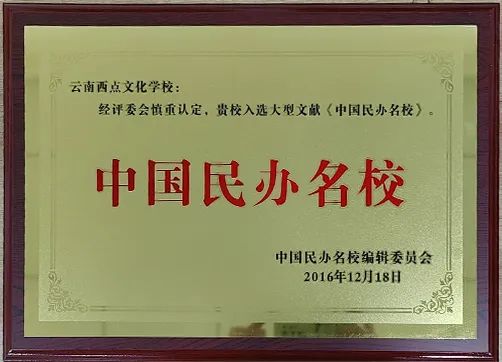 云南西点文化学校：
经评委会慎重认定，贵校入选大型文献《中国民办名校》。
中国民办名校
中国民办名校编辑委员会
2016年12月18日